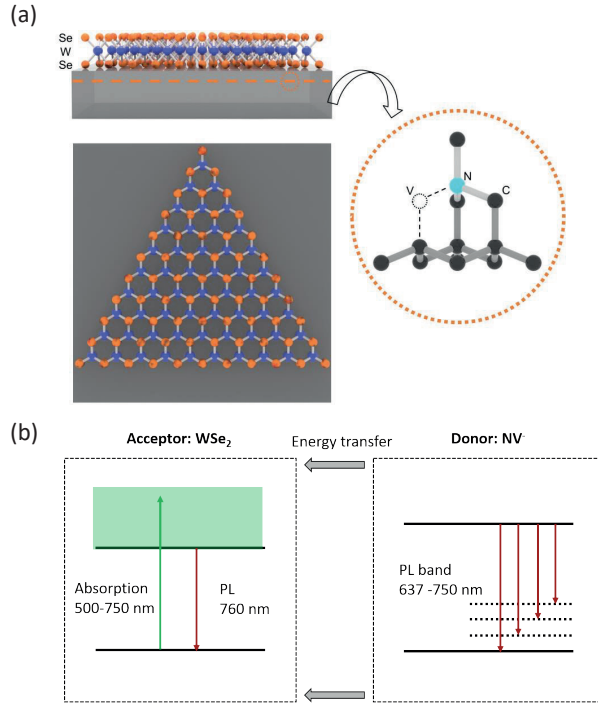 (a)
Se
W
Se
N
V
C
(b)
Acceptor: WSe₂
Energy transfer
Donor: NV⁻
Absorption
500-750 nm
PL
760 nm
PL band
637 -750 nm